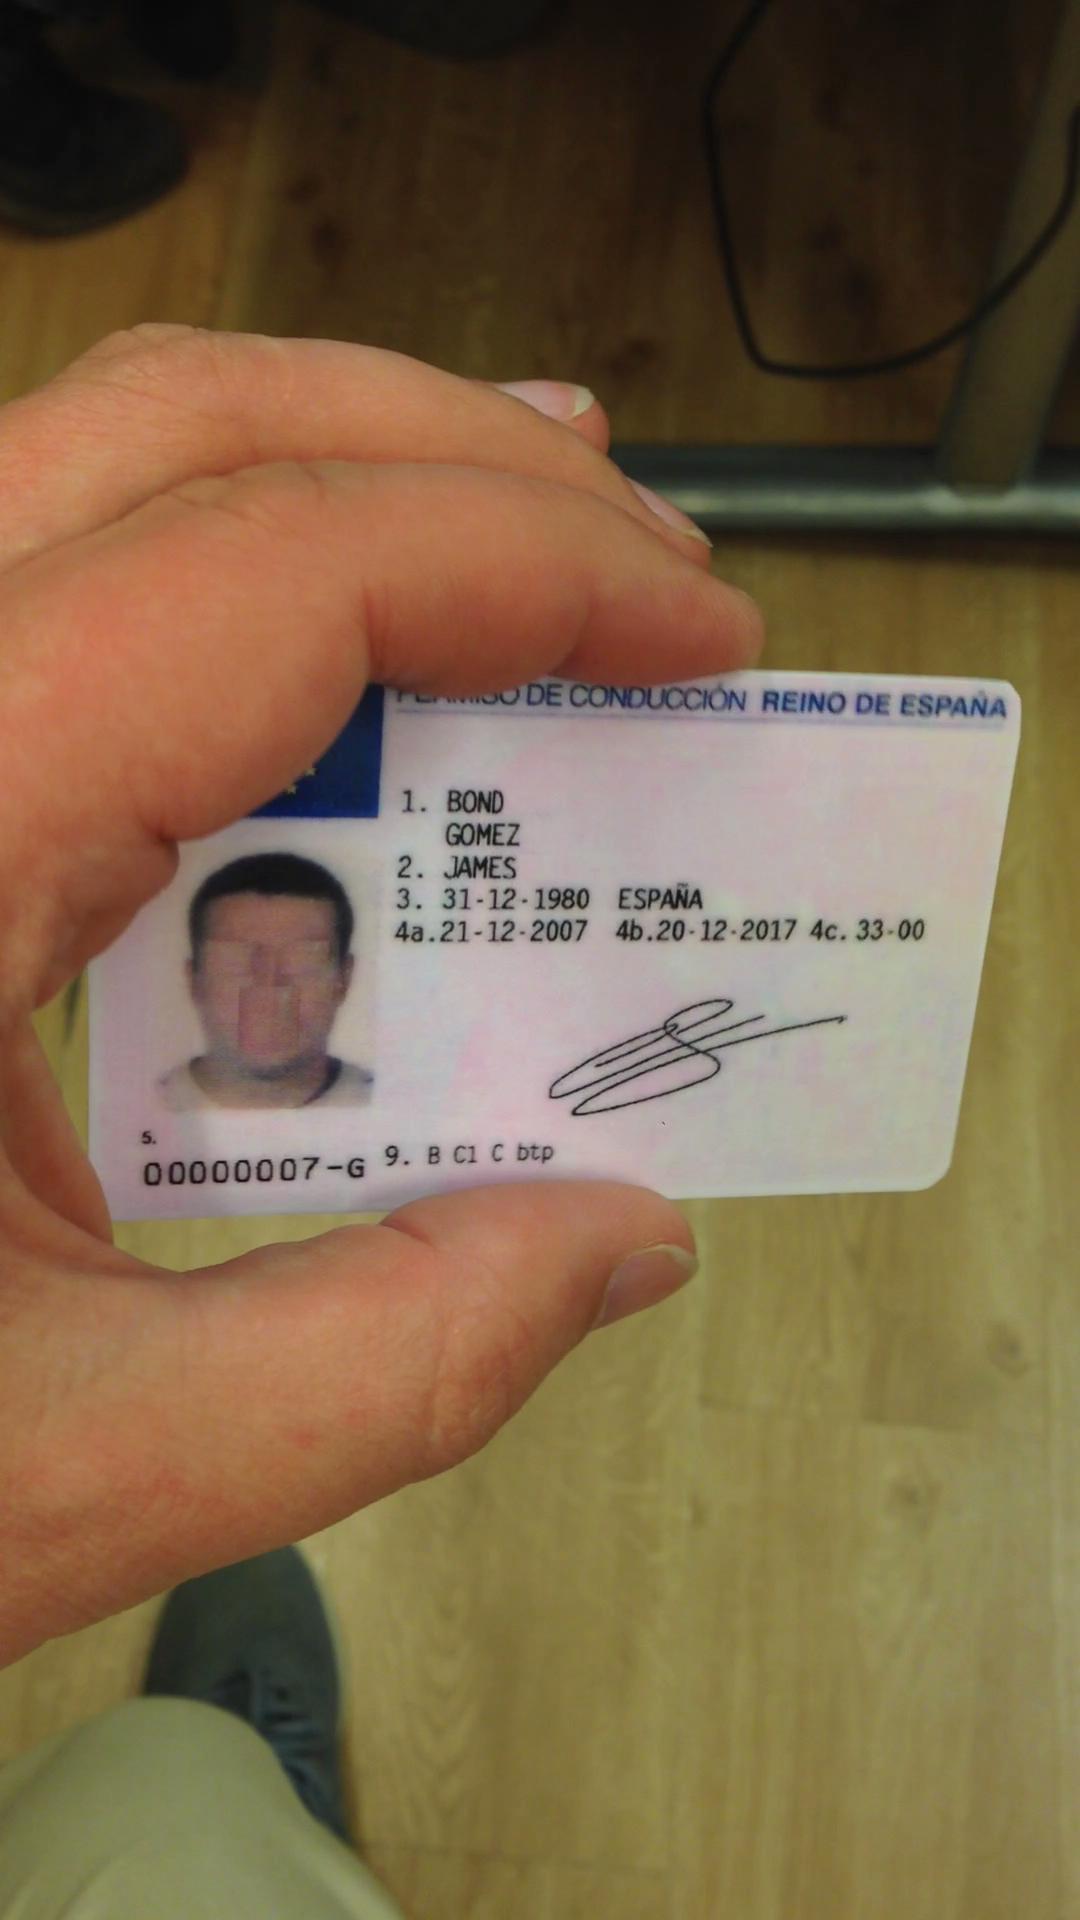 PERMISO DE CONDUCCIÓN REINO DE ESPAÑA
1. BOND
GOMEZ
2. JAMES
3. 31-12-1980 ESPAÑA
4a.21-12-2007 4b.20-12-2017 4c. 33-00
5.
00000007-G 9. B C1 C btp